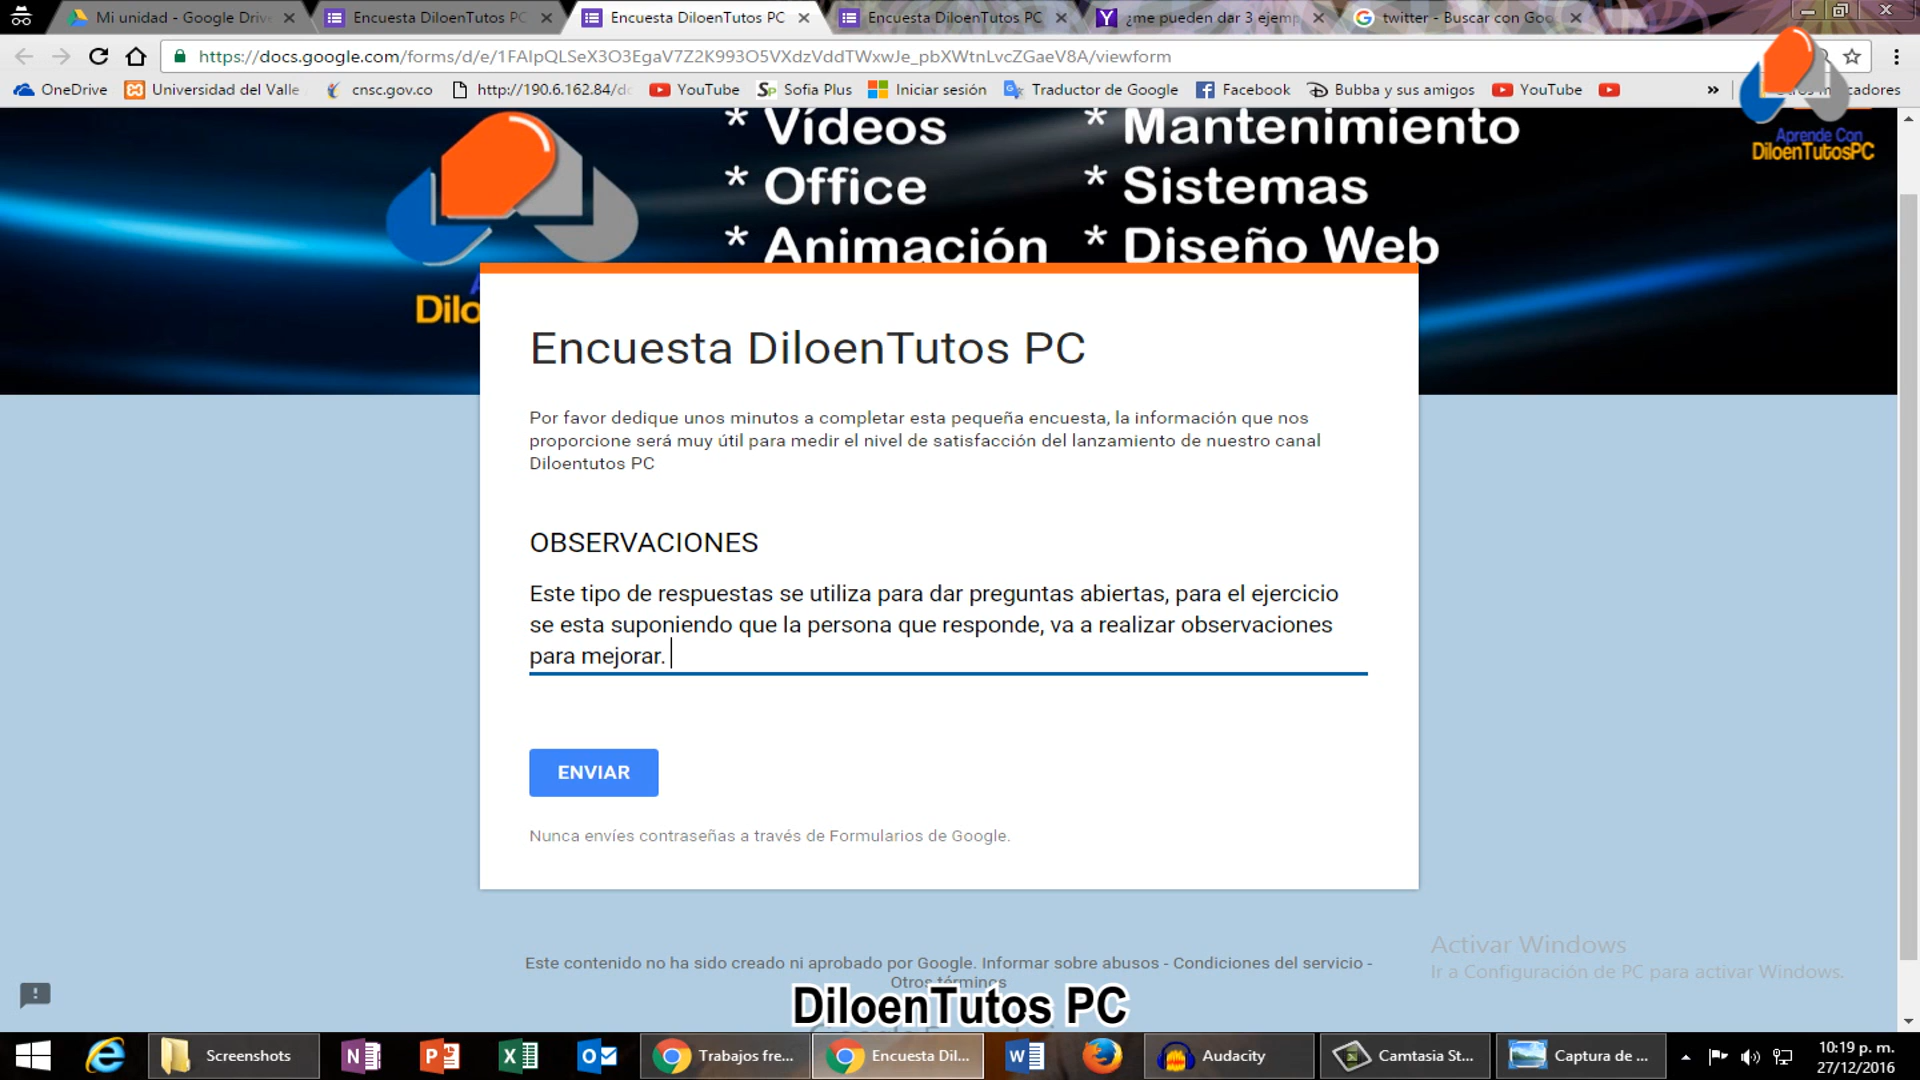 Mi unidad - Google Drive
Encuesta DiloenTutos PC
Encuesta DiloenTutos PC
Encuesta DiloenTutos PC
¿me pueden dar 3 ejemp
twitter - Buscar con Goo
https://docs.google.com/forms/d/e/1FAIpQLSeX3O3EgaV7Z2K993O5VXdzVddTWxwJe_pbXWtnLvcZGaeV8A/viewform
OneDrive
Universidad del Valle
cnsc.gov.co
http://190.6.162.84/do
YouTube
Sofia Plus
Iniciar sesión
Traductor de Google
Facebook
Bubba y sus amigos
YouTube
»
Aprende Con
DiloenTutosPC
* Vídeos
* Mantenimiento
* Office
* Sistemas
* Animación
* Diseño Web
Dilo
Encuesta DiloenTutos PC
Por favor dedique unos minutos a completar esta pequeña encuesta, la información que nos
proporcione será muy útil para medir el nivel de satisfacción del lanzamiento de nuestro canal
Diloentutos PC
OBSERVACIONES
Este tipo de respuestas se utiliza para dar preguntas abiertas, para el ejercicio
se esta suponiendo que la persona que responde, va a realizar observaciones
para mejorar.
ENVIAR
Nunca envíes contraseñas a través de Formularios de Google.
Activar Windows
Ir a Configuración de PC para activar Windows.
Este contenido no ha sido creado ni aprobado por Google. Informar sobre abusos - Condiciones del servicio -
Otros términos
DiloenTutos PC
Screenshots
Trabajos fre...
Encuesta Dil...
Audacity
Camtasia St...
Captura de ...
10:19 p. m.
27/12/2016